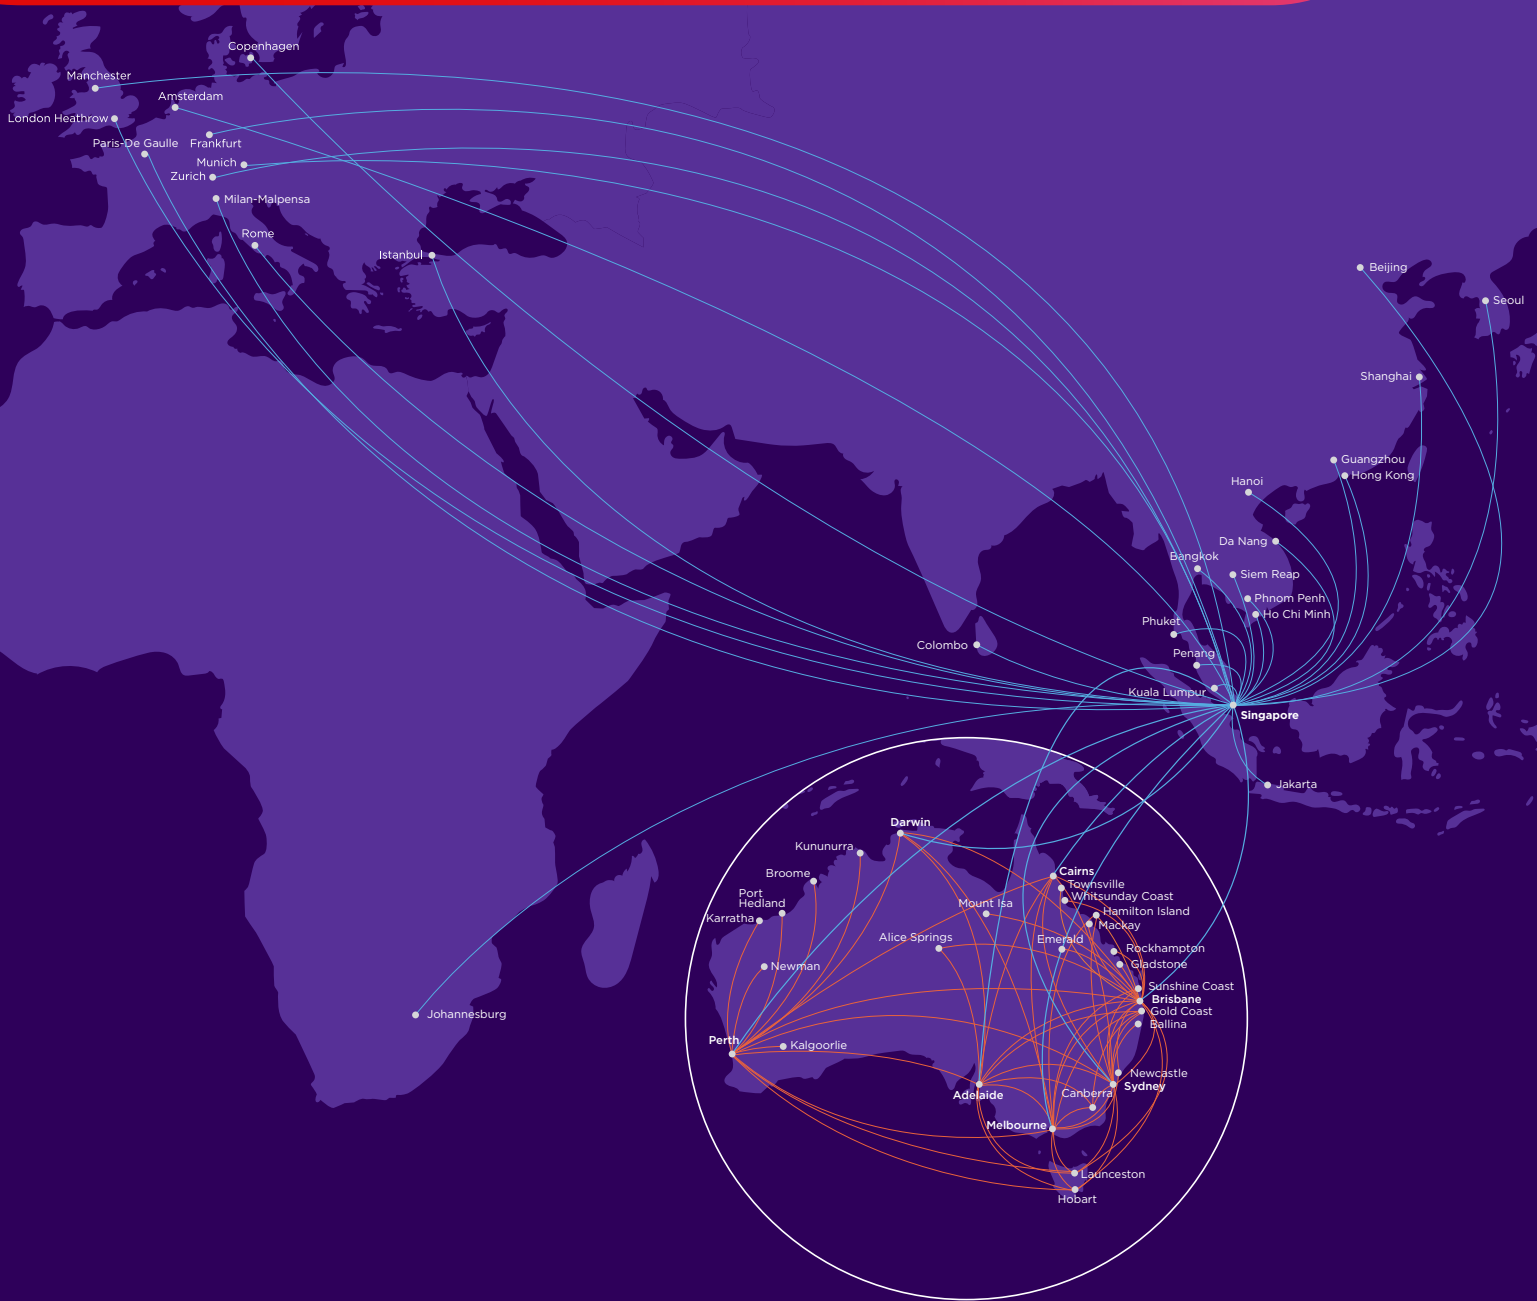 Copenhagen
Manchester
Amsterdam
London Heathrow
Frankfurt
Paris-De Gaulle
Munich
Zurich
Milan-Malpensa
Rome
Istanbul
Beijing
Seoul
Shanghai
Guangzhou
Hong Kong
Hanoi
Da Nang
Bangkok
Siem Reap
Phnom Penh
Ho Chi Minh
Phuket
Colombo
Penang
Kuala Lumpur
Singapore
Jakarta
Darwin
Kununurra
Cairns
Broome
Townsville
Whitsunday Coast
Port
Hedland
Mount Isa
Hamilton Island
Karratha
Mackay
Alice Springs
Emerald
Rockhampton
Gladstone
Newman
Sunshine Coast
Brisbane
Gold Coast
Johannesburg
Ballina
Perth
Kalgoorlie
Newcastle
Sydney
Adelaide
Canberra
Melbourne
Launceston
Hobart